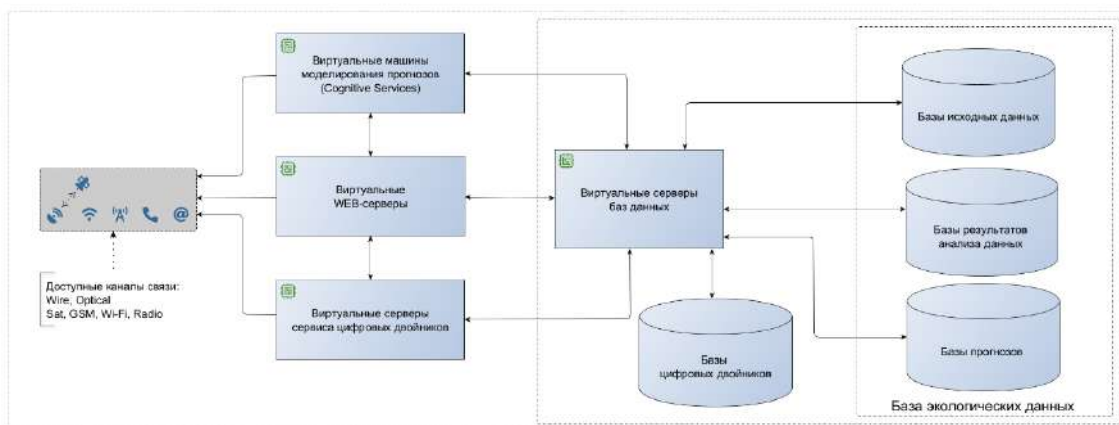 Виртуальные машины
моделирования прогнозов
(Cognitive Services)
Виртуальные
WEB-серверы
Виртуальные серверы
сервиса цифровых двойников
Доступные каналы связи:
Wire, Optical
Sat, GSM, Wi-Fi, Radio
Виртуальные серверы
баз данных
Базы
цифровых двойников
Базы исходных данных
Базы результатов
анализа данных
Базы прогнозов
База экологических данных